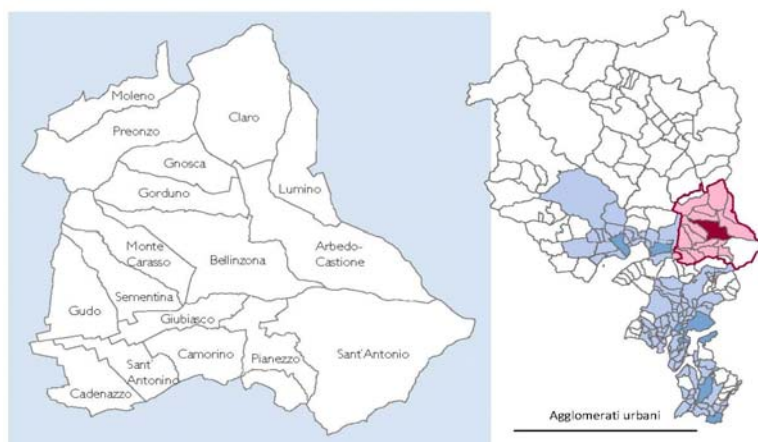 Moleno
Claro
Preonzo
Gnosca
Gorduno
Lumino
Monte
Carasso
Bellinzona
Arbedo-
Castione
Sementina
Gudo
Giubiasco
Sant'
Antonino
Camorino
Pianezzo
Sant'Antonio
Cadenazzo
Agglomerati urbani